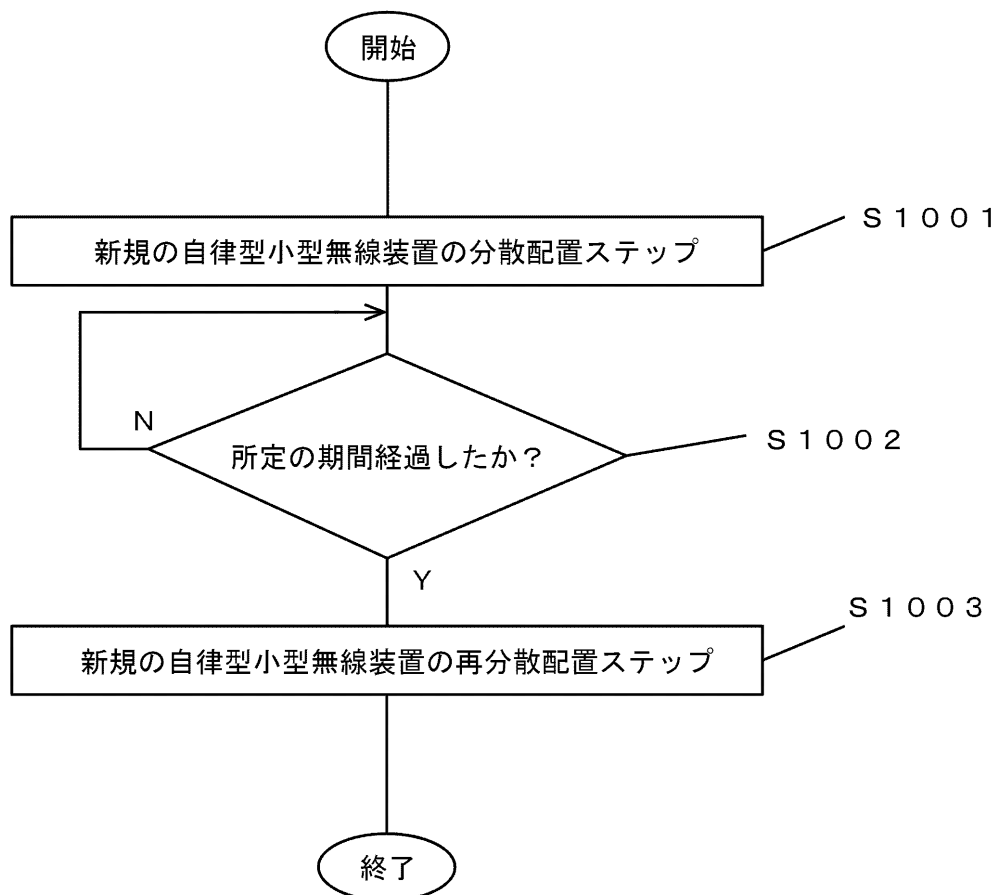 開始
新規の自律型小型無線装置の分散配置ステップ
Ｓ１００１
N
所定の期間経過したか？
Ｓ１００２
Y
Ｓ１００３
新規の自律型小型無線装置の再分散配置ステップ
終了